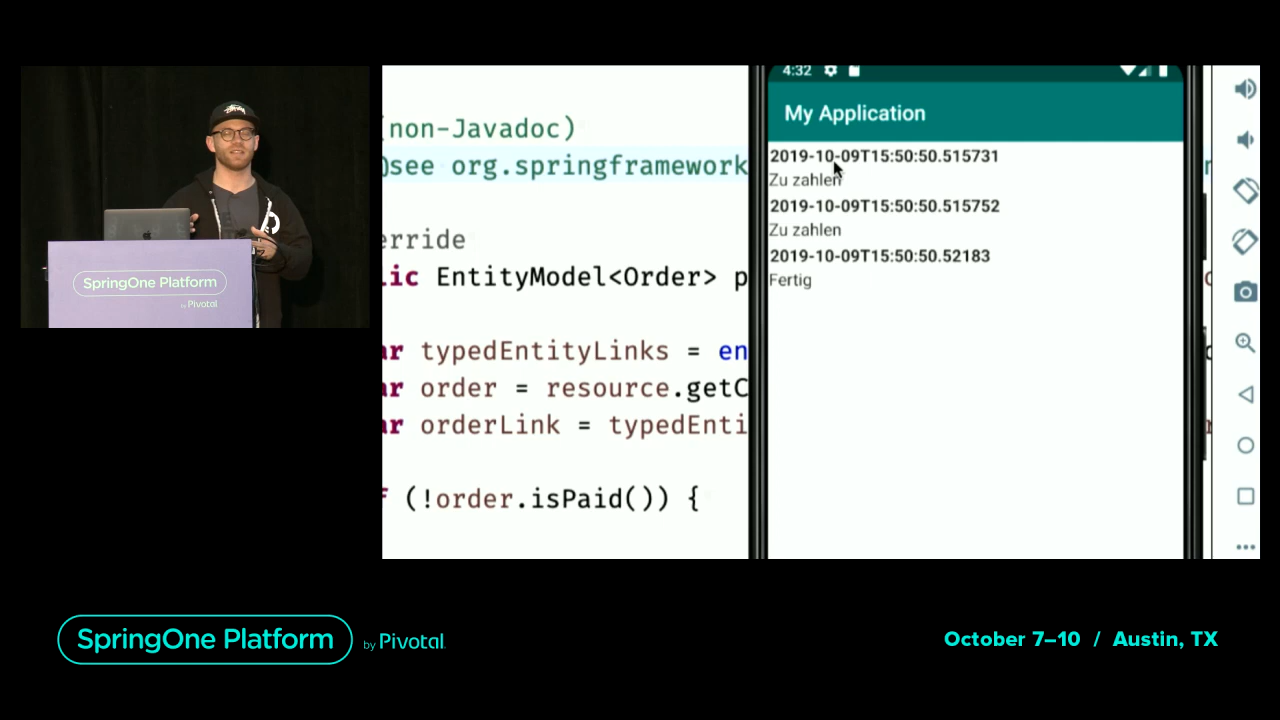 SpringOne Platform
by Pivotal
(non-Javadoc)
@see org.springframework
erride
lic EntityModel<Order> p
ar typedEntityLinks = en
ar order = resource.getC
ar orderLink = typedEnti
(!order.isPaid()) {
4:32
My Application
2019-10-09T15:50:50.515731
Zu zahlen
2019-10-09T15:50:50.515752
Zu zahlen
2019-10-09T15:50:50.52183
Fertig
SpringOne Platform by Pivotal
October 7–10 / Austin, TX